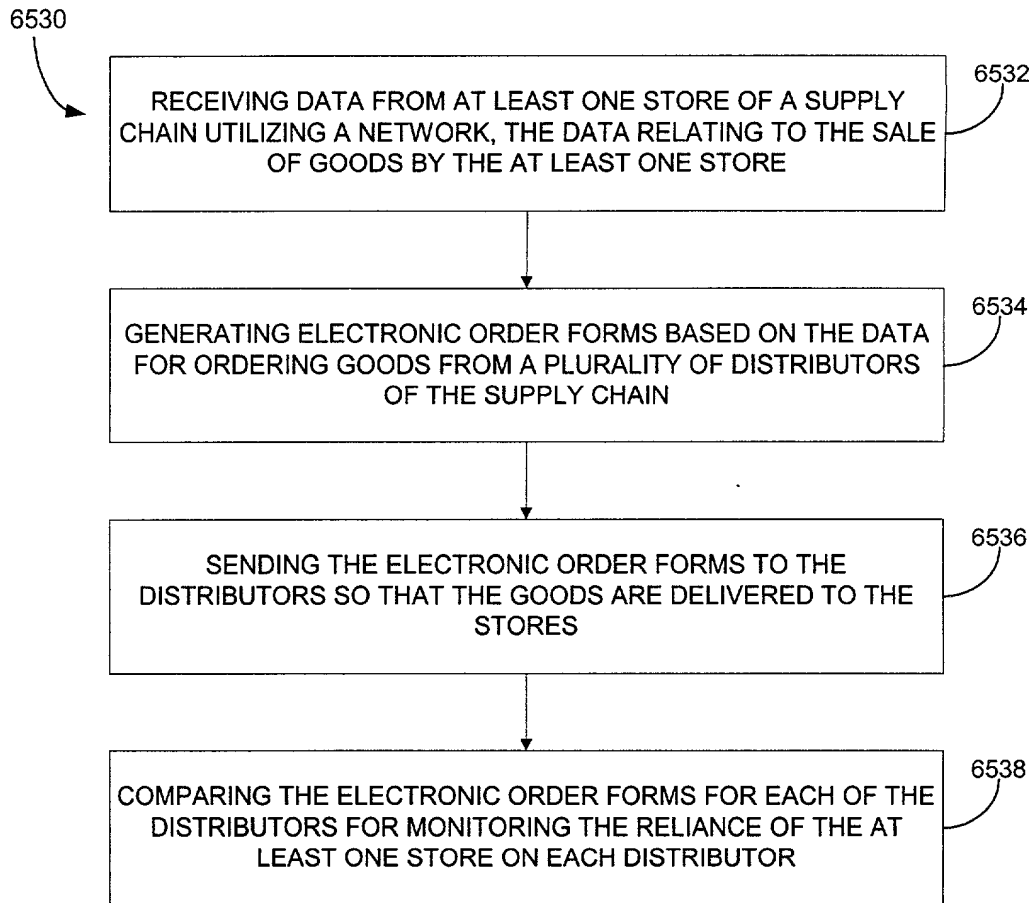 6530
6532
RECEIVING DATA FROM AT LEAST ONE STORE OF A SUPPLY
CHAIN UTILIZING A NETWORK, THE DATA RELATING TO THE SALE
OF GOODS BY THE AT LEAST ONE STORE
6534
GENERATING ELECTRONIC ORDER FORMS BASED ON THE DATA
FOR ORDERING GOODS FROM A PLURALITY OF DISTRIBUTORS
OF THE SUPPLY CHAIN
6536
SENDING THE ELECTRONIC ORDER FORMS TO THE
DISTRIBUTORS SO THAT THE GOODS ARE DELIVERED TO THE
STORES
6538
COMPARING THE ELECTRONIC ORDER FORMS FOR EACH OF THE
DISTRIBUTORS FOR MONITORING THE RELIANCE OF THE AT
LEAST ONE STORE ON EACH DISTRIBUTOR